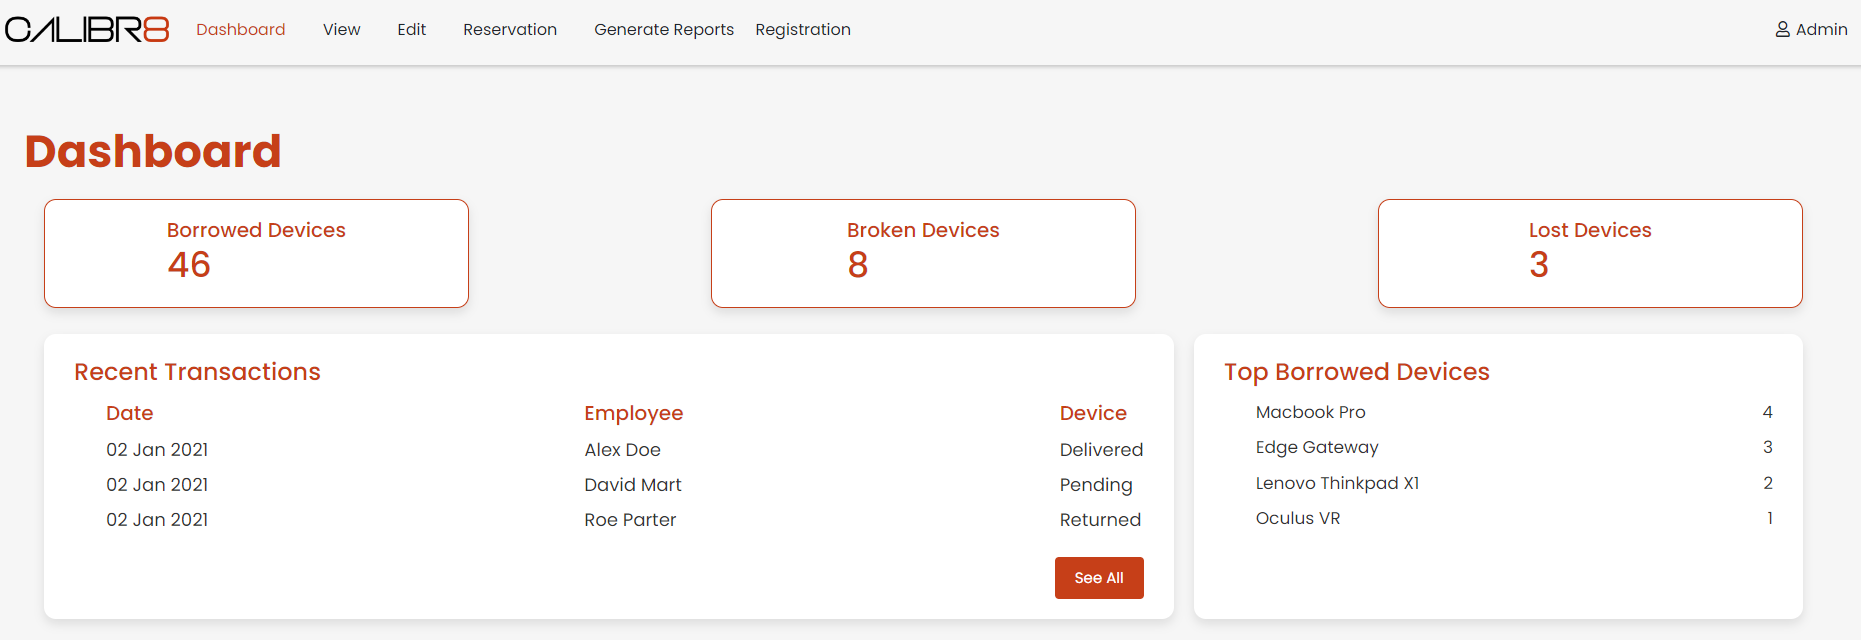 CALIBR8 Dashboard View Edit Reservation Generate Reports Registration Admin
Dashboard
Borrowed Devices
46
Broken Devices
8
Lost Devices
3
Recent Transactions
Date Employee Device
02 Jan 2021 Alex Doe Delivered
02 Jan 2021 David Mart Pending
02 Jan 2021 Roe Parter Returned
See All
Top Borrowed Devices
Macbook Pro 4
Edge Gateway 3
Lenovo Thinkpad X1 2
Oculus VR 1